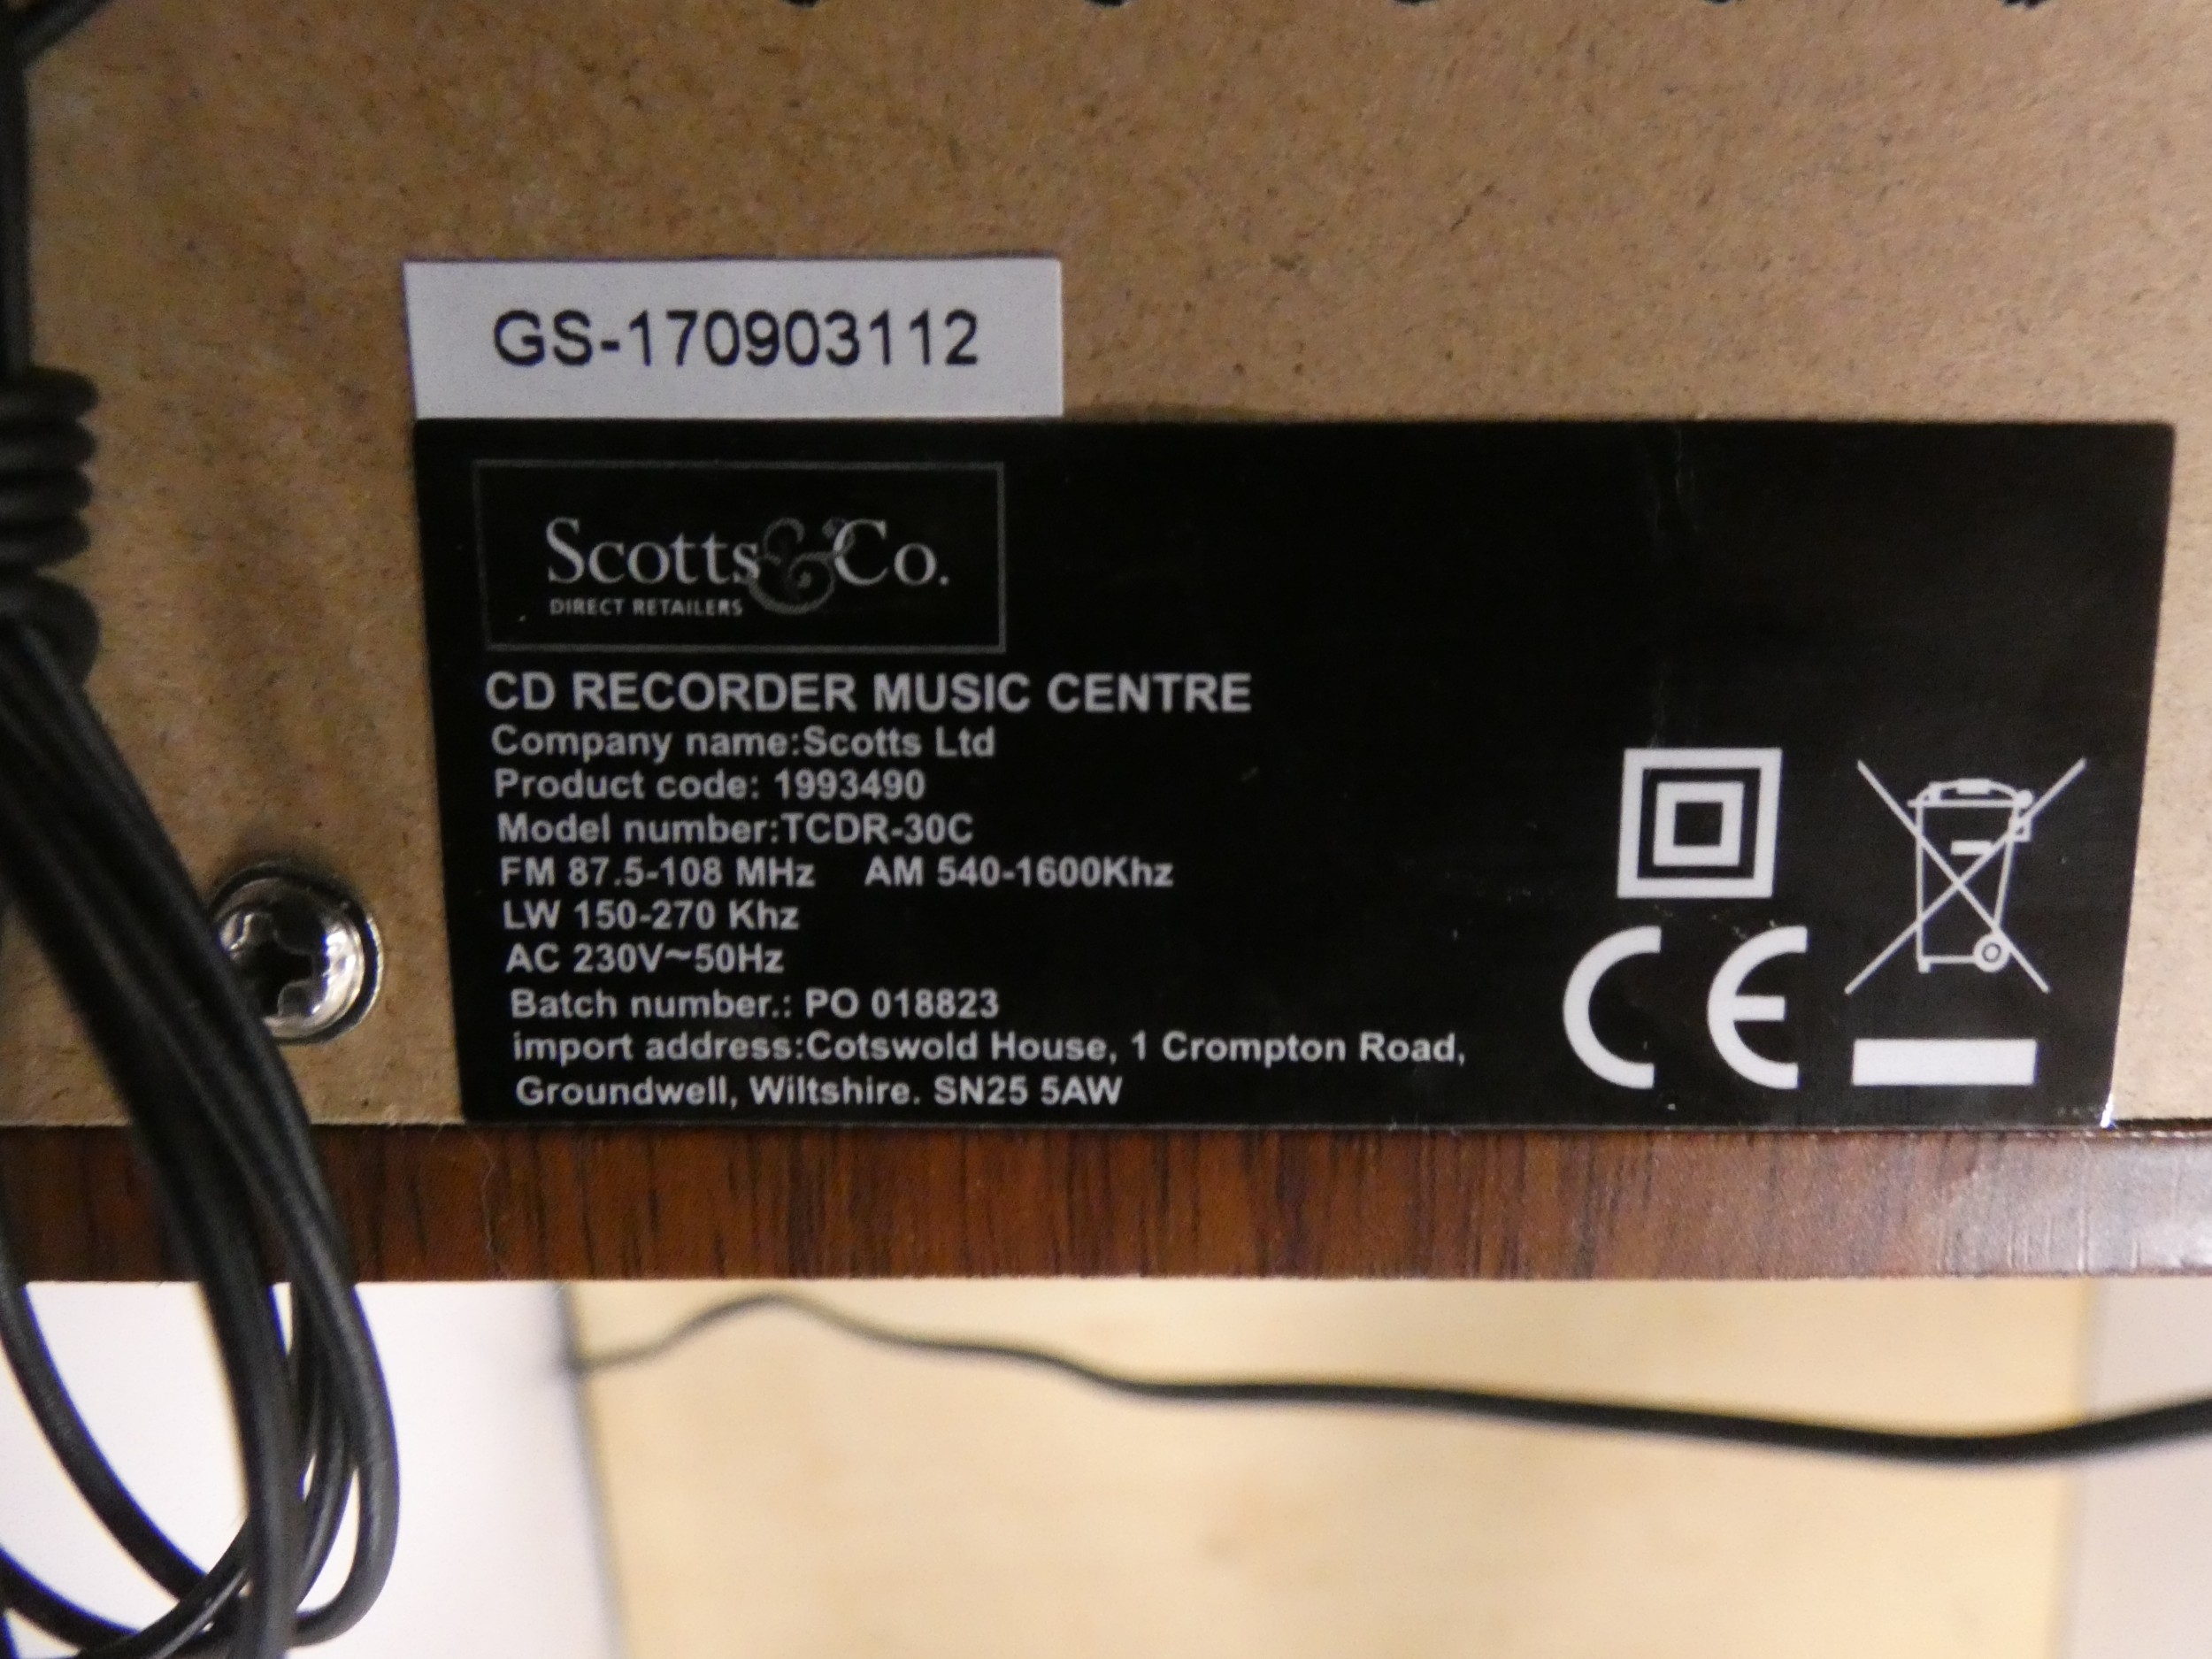 GS-170903112
Scotts & Co.
DIRECT RETAILERS
CD RECORDER MUSIC CENTRE
Company name:Scotts Ltd
Product code: 1993490
Model number:TCDR-30C
FM 87.5-108 MHz AM 540-1600Khz
LW 150-270 Khz
AC 230V~50Hz
Batch number.: PO 018823
import address:Cotswold House, 1 Crompton Road,
Groundwell, Wiltshire. SN25 5AW
CE